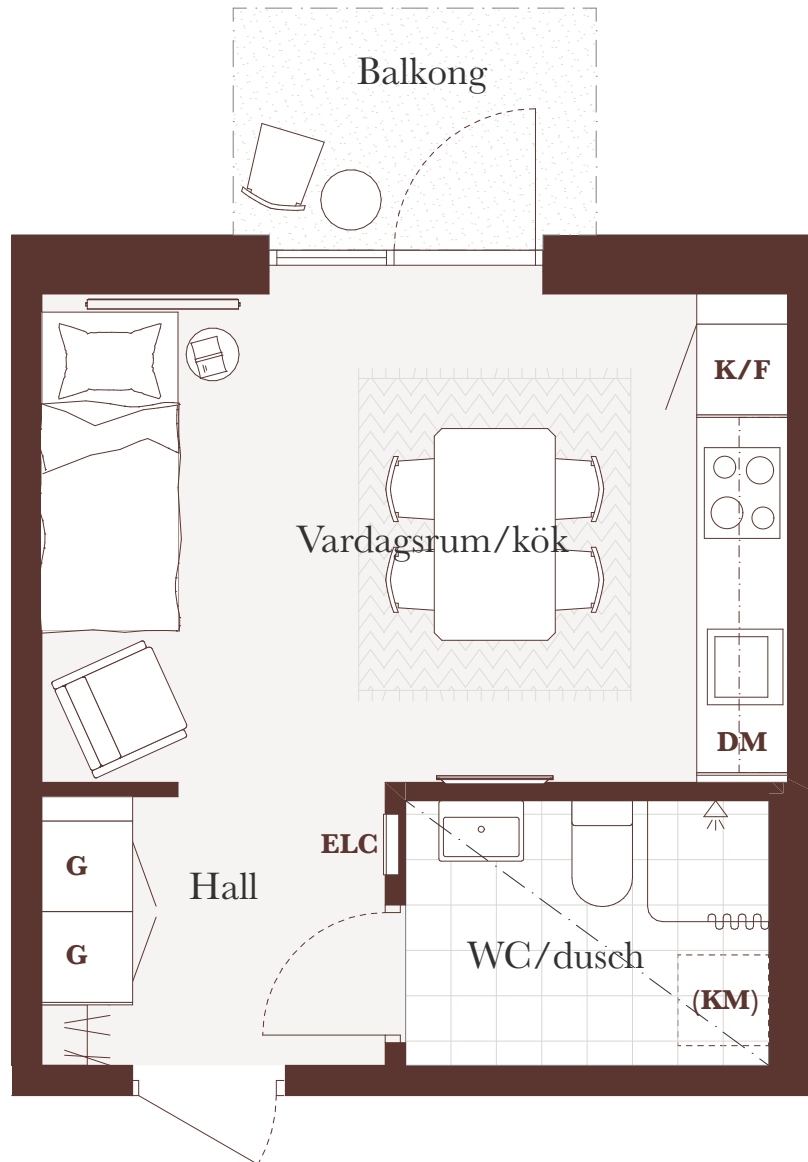 Balkong
K/F
Vardagsrum/kök
DM
ELC
G
Hall
G
WC/dusch
(KM)